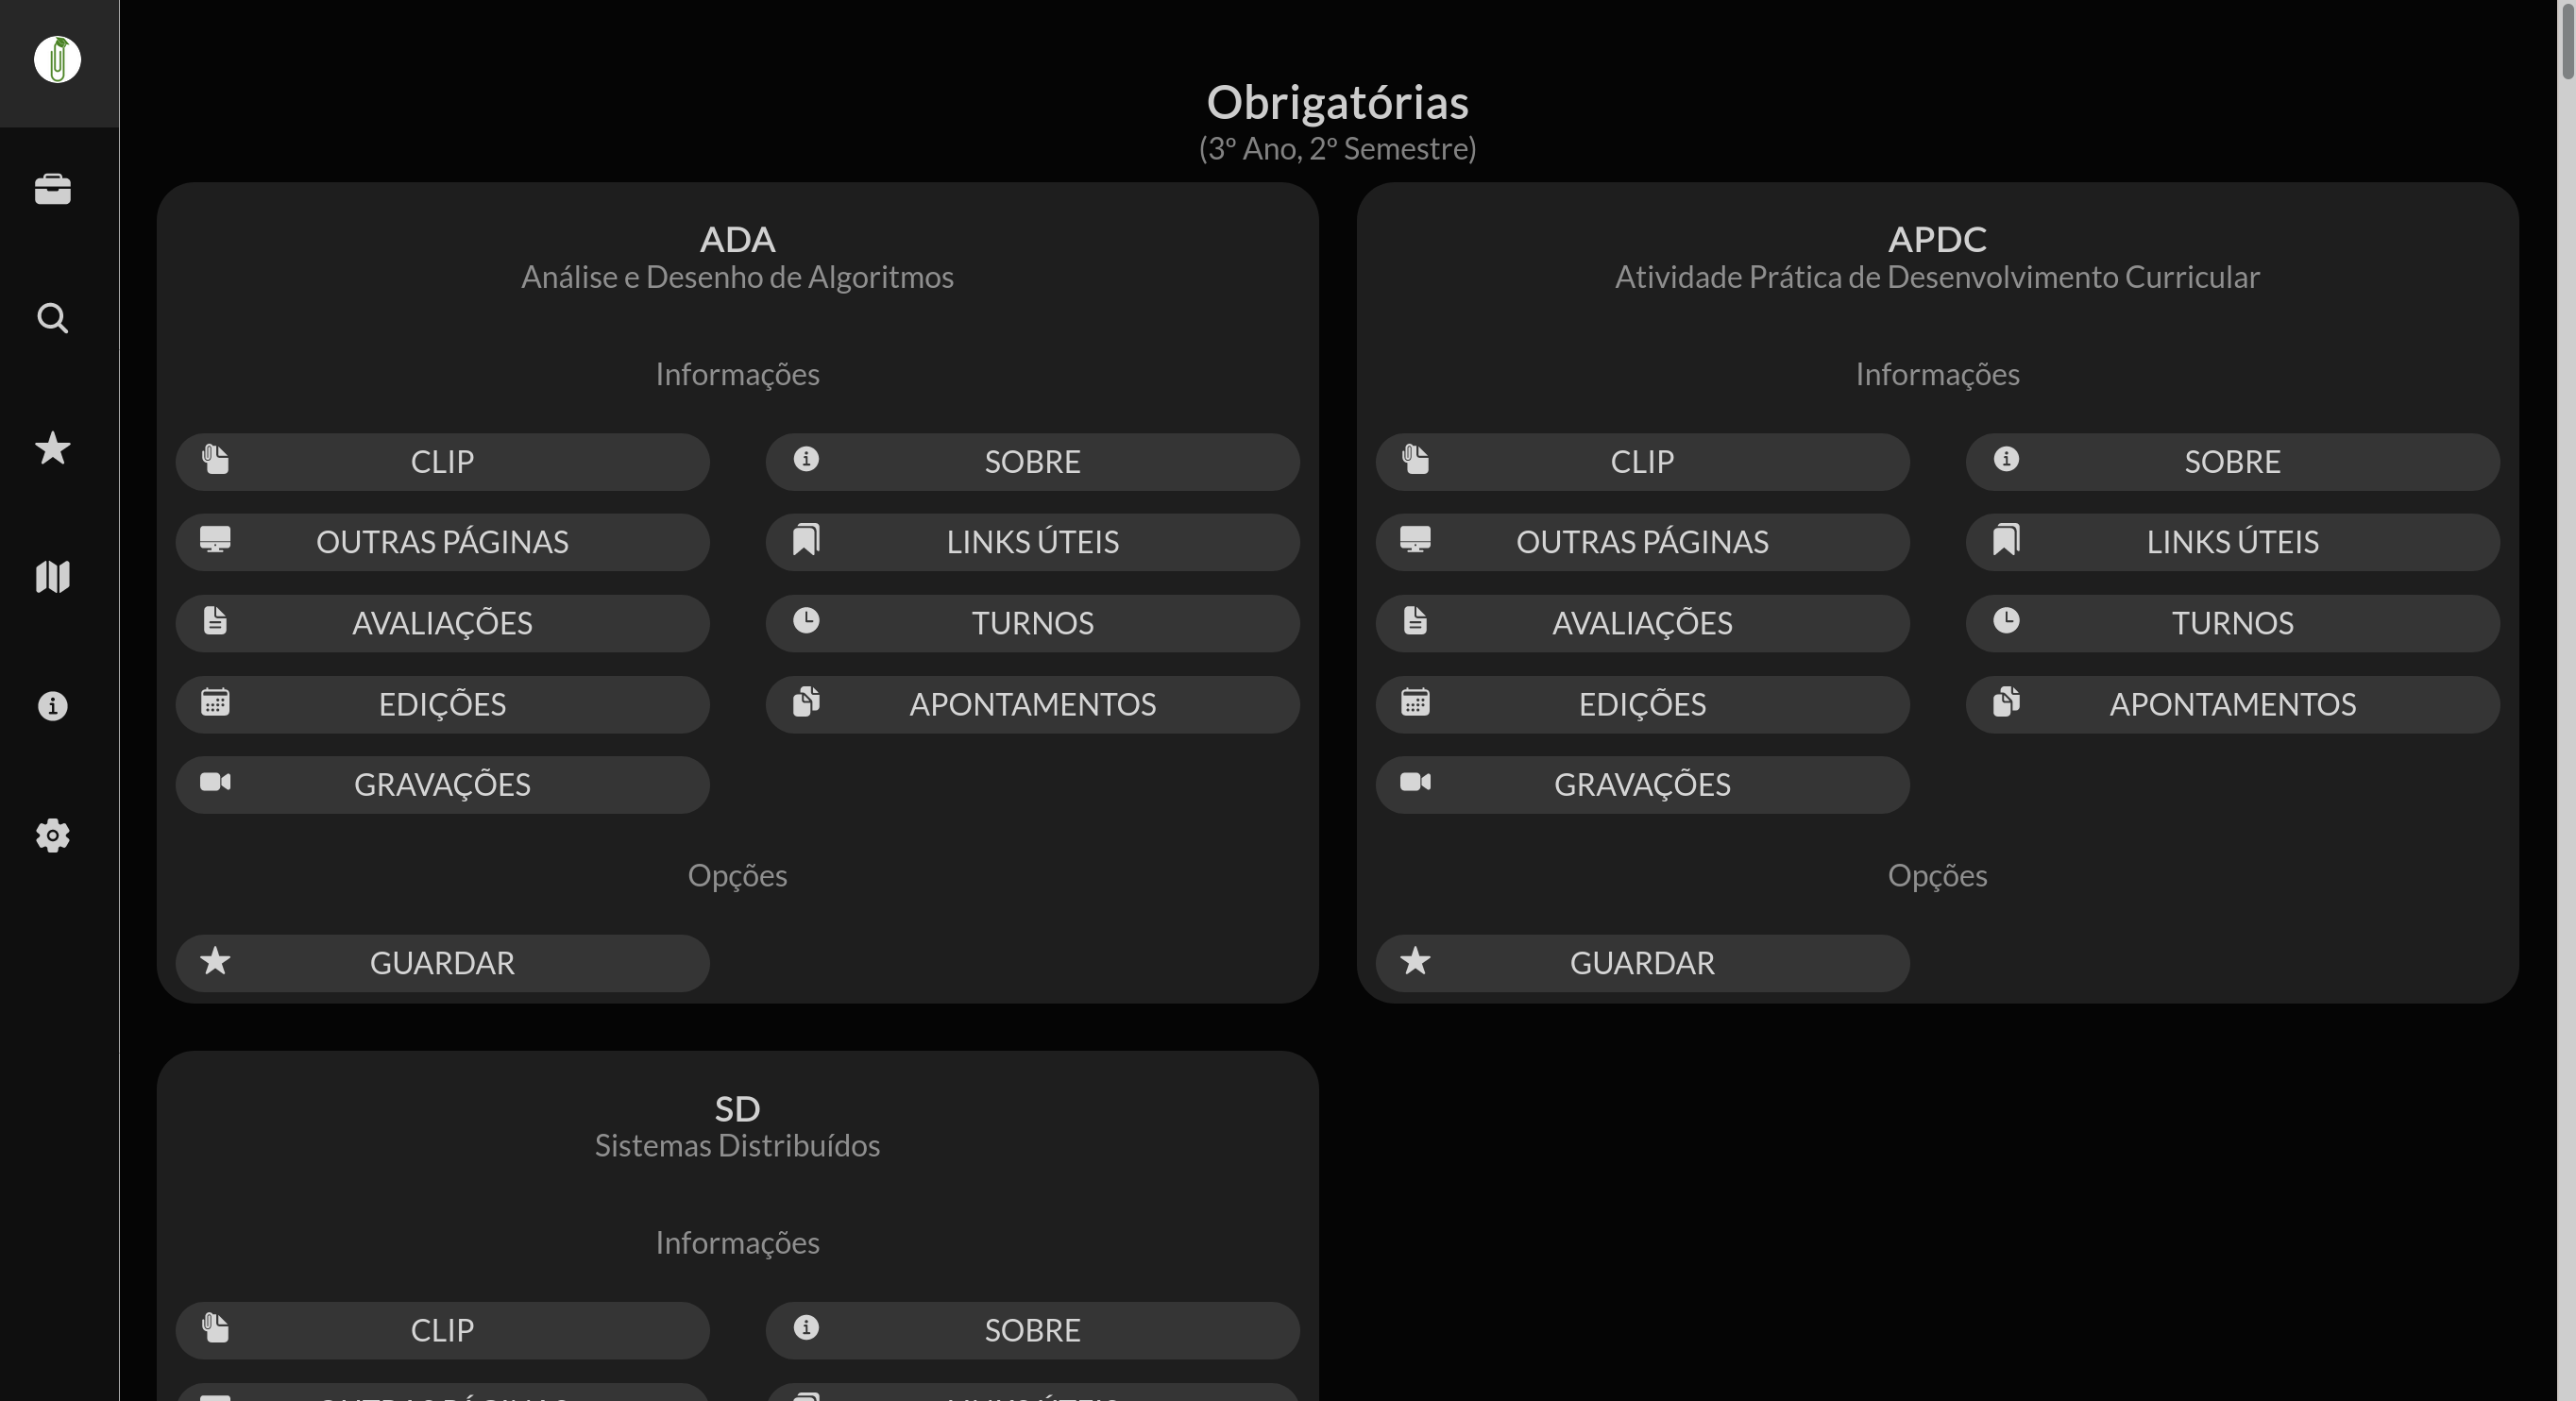 Obrigatórias
(3º Ano, 2º Semestre)
ADA
Análise e Desenho de Algoritmos
Informações
CLIP
SOBRE
OUTRAS PÁGINAS
LINKS ÚTEIS
AVALIAÇÕES
TURNOS
EDIÇÕES
APONTAMENTOS
GRAVAÇÕES
Opções
GUARDAR
APDC
Atividade Prática de Desenvolvimento Curricular
Informações
CLIP
SOBRE
OUTRAS PÁGINAS
LINKS ÚTEIS
AVALIAÇÕES
TURNOS
EDIÇÕES
APONTAMENTOS
GRAVAÇÕES
Opções
GUARDAR
SD
Sistemas Distribuídos
Informações
CLIP
SOBRE